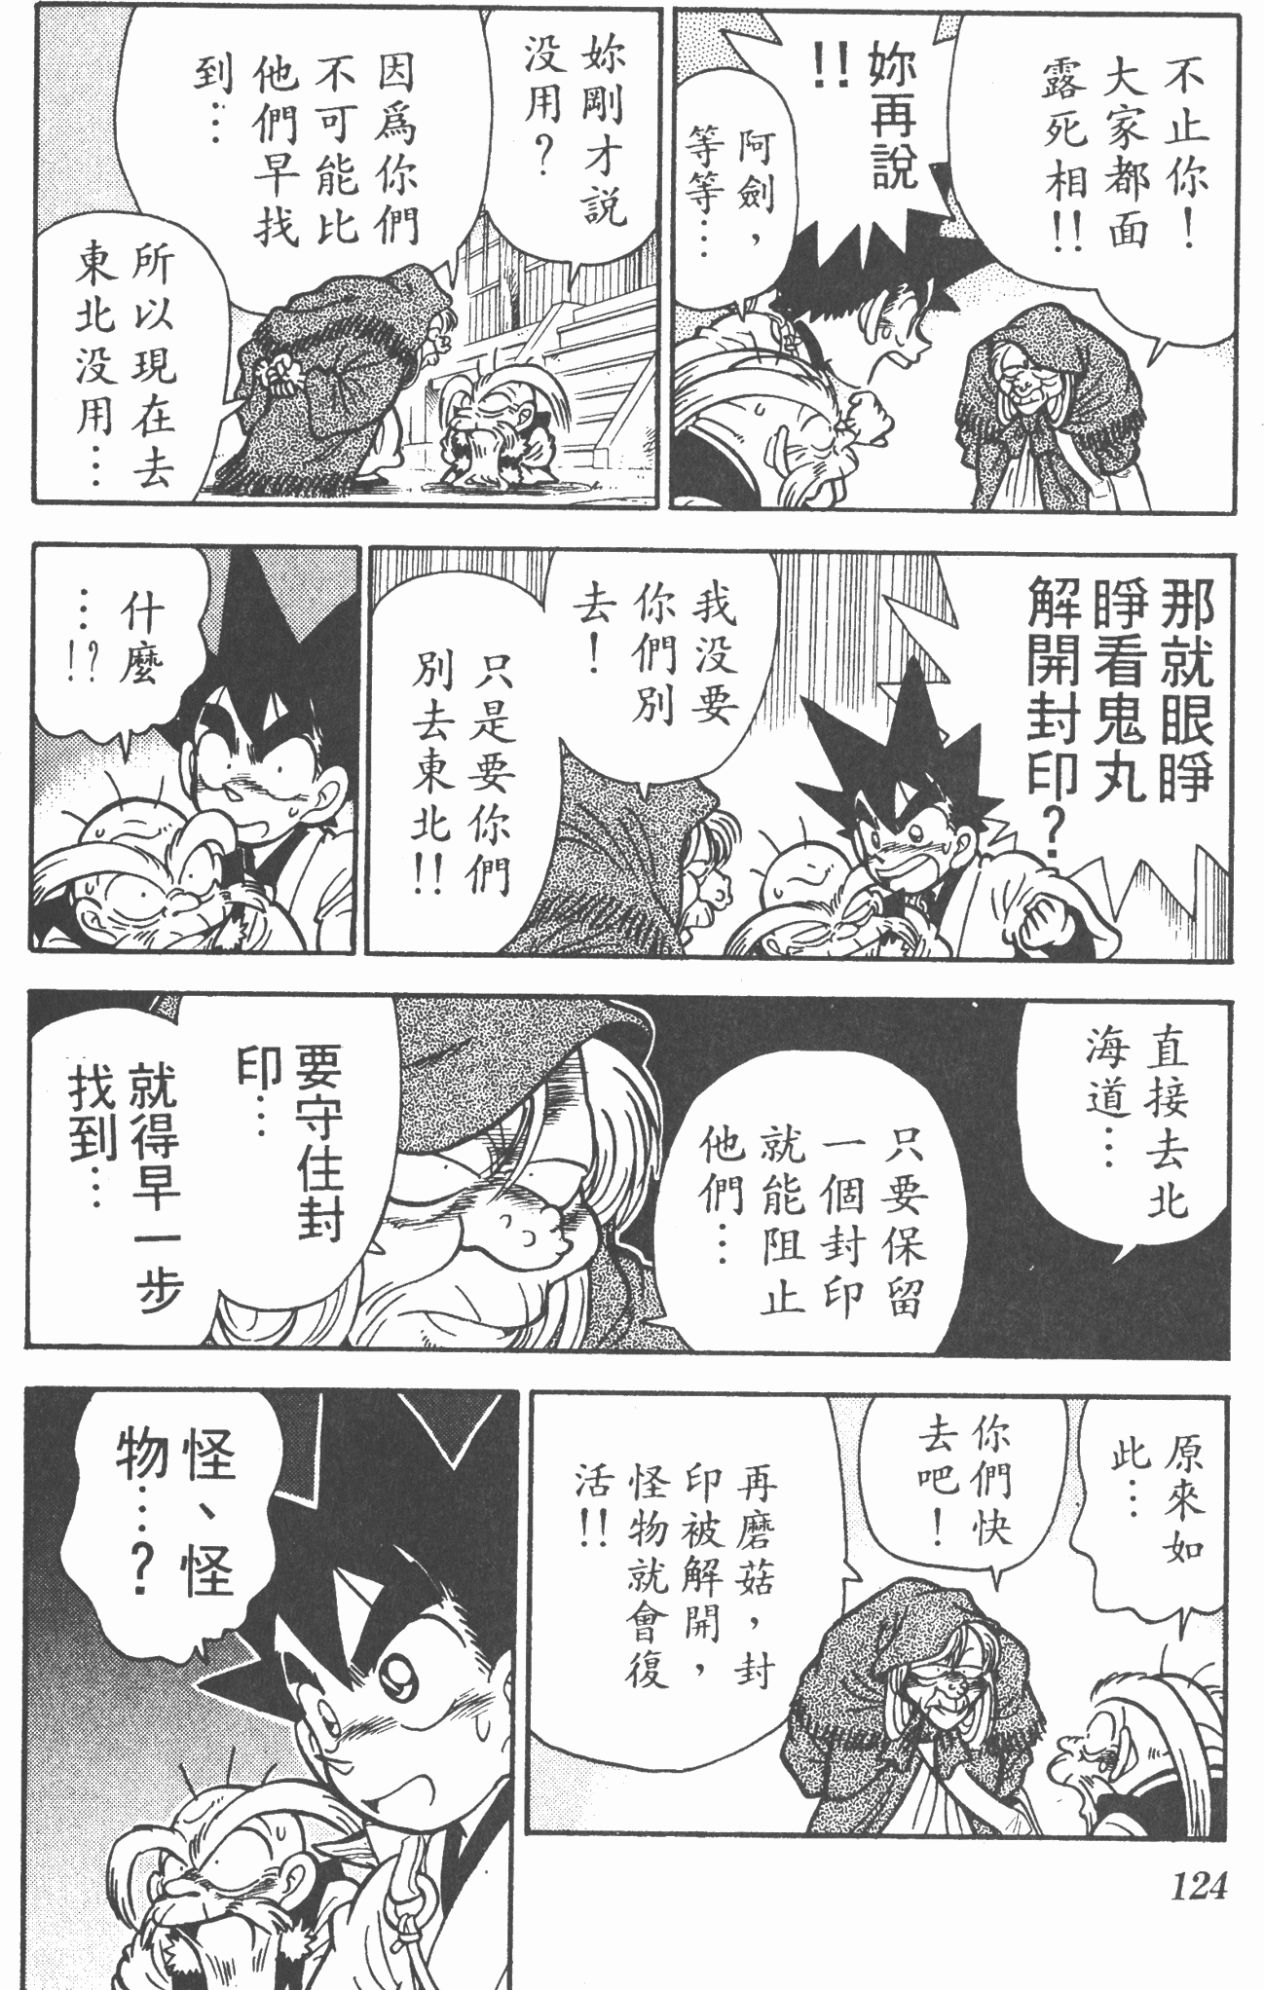 不止你！
大家都面
露死相!!
妳再說
!!
阿劍，
等等…
妳剛才說
没用？
因爲你們
不可能比
他們早找
到…
所以現在去
東北没用…
那就眼睜
睜看鬼丸
解開封印？
我没要
你們別
去！
只是要你們
別去東北!!
什麼
…!?
直接去北
海道…
只要保留
一個封印
就能阻止
他們…
要守住封
印…
就得早一步
找到…
原來如
此…
你們快
去吧！
再磨菇，封
印被解開，
怪物就會復
活!!
怪、怪
物…？
124